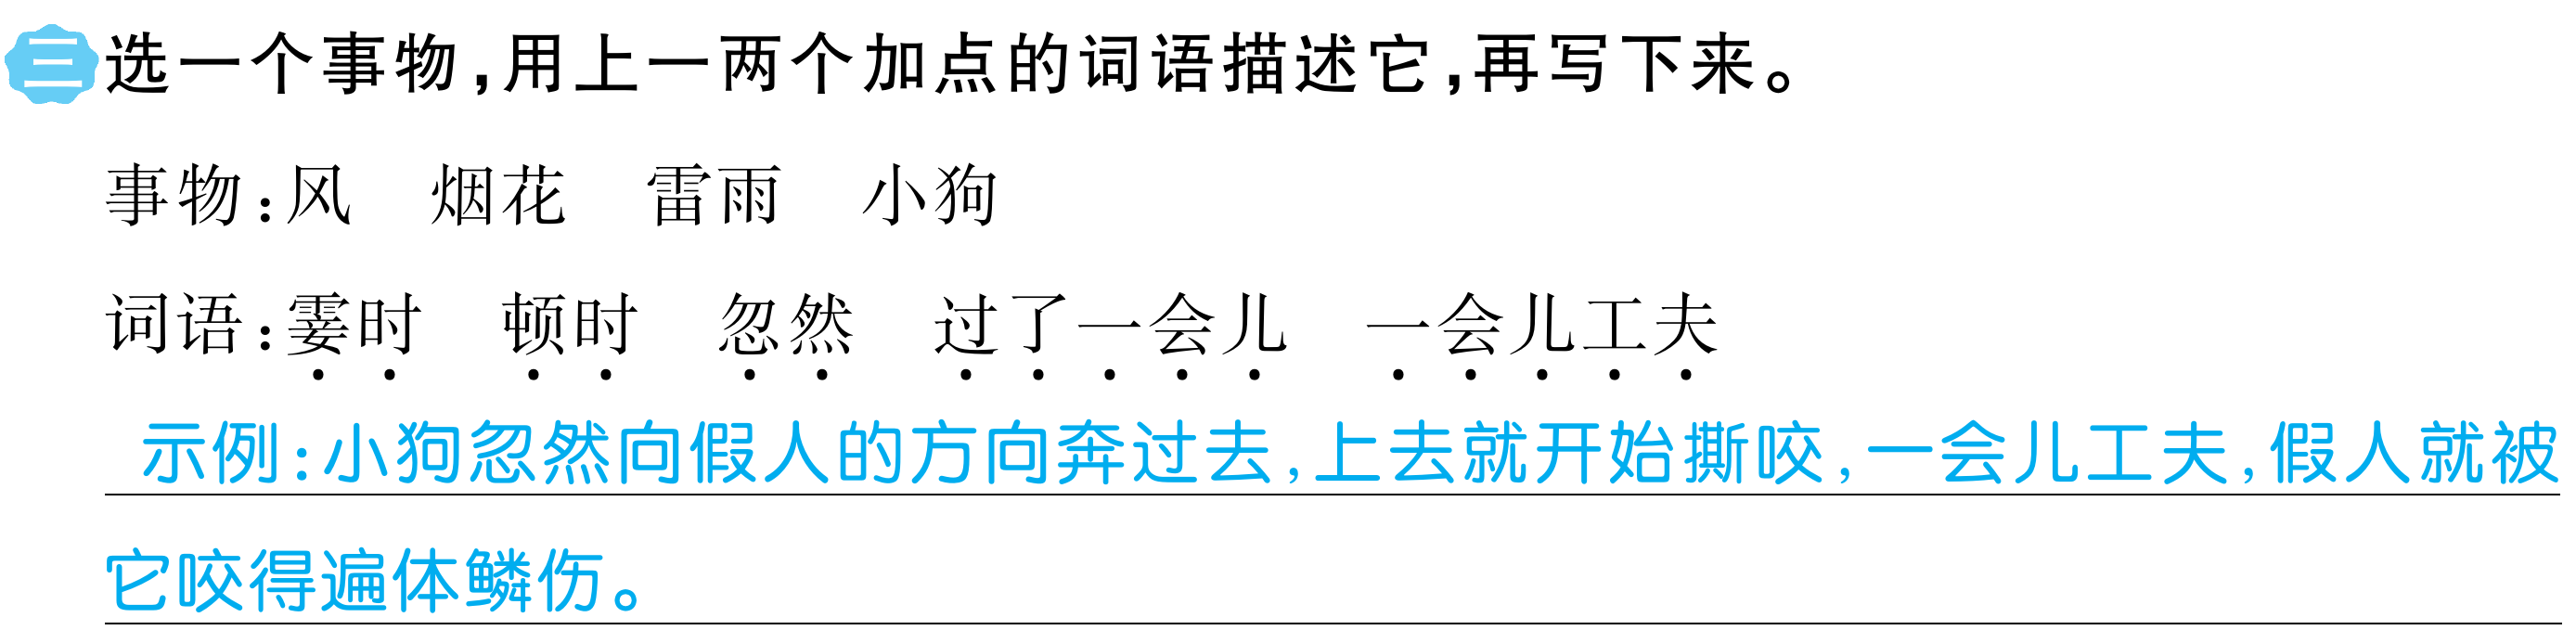 三 选一个事物,用上一两个加点的词语描述它,再写下来。
事物:风 烟花 雷雨 小狗
词语:霎时 顿时 忽然 过了一会儿 一会儿工夫
示例:小狗忽然向假人的方向奔过去,上去就开始撕咬,一会儿工夫,假人就被
它咬得遍体鳞伤。